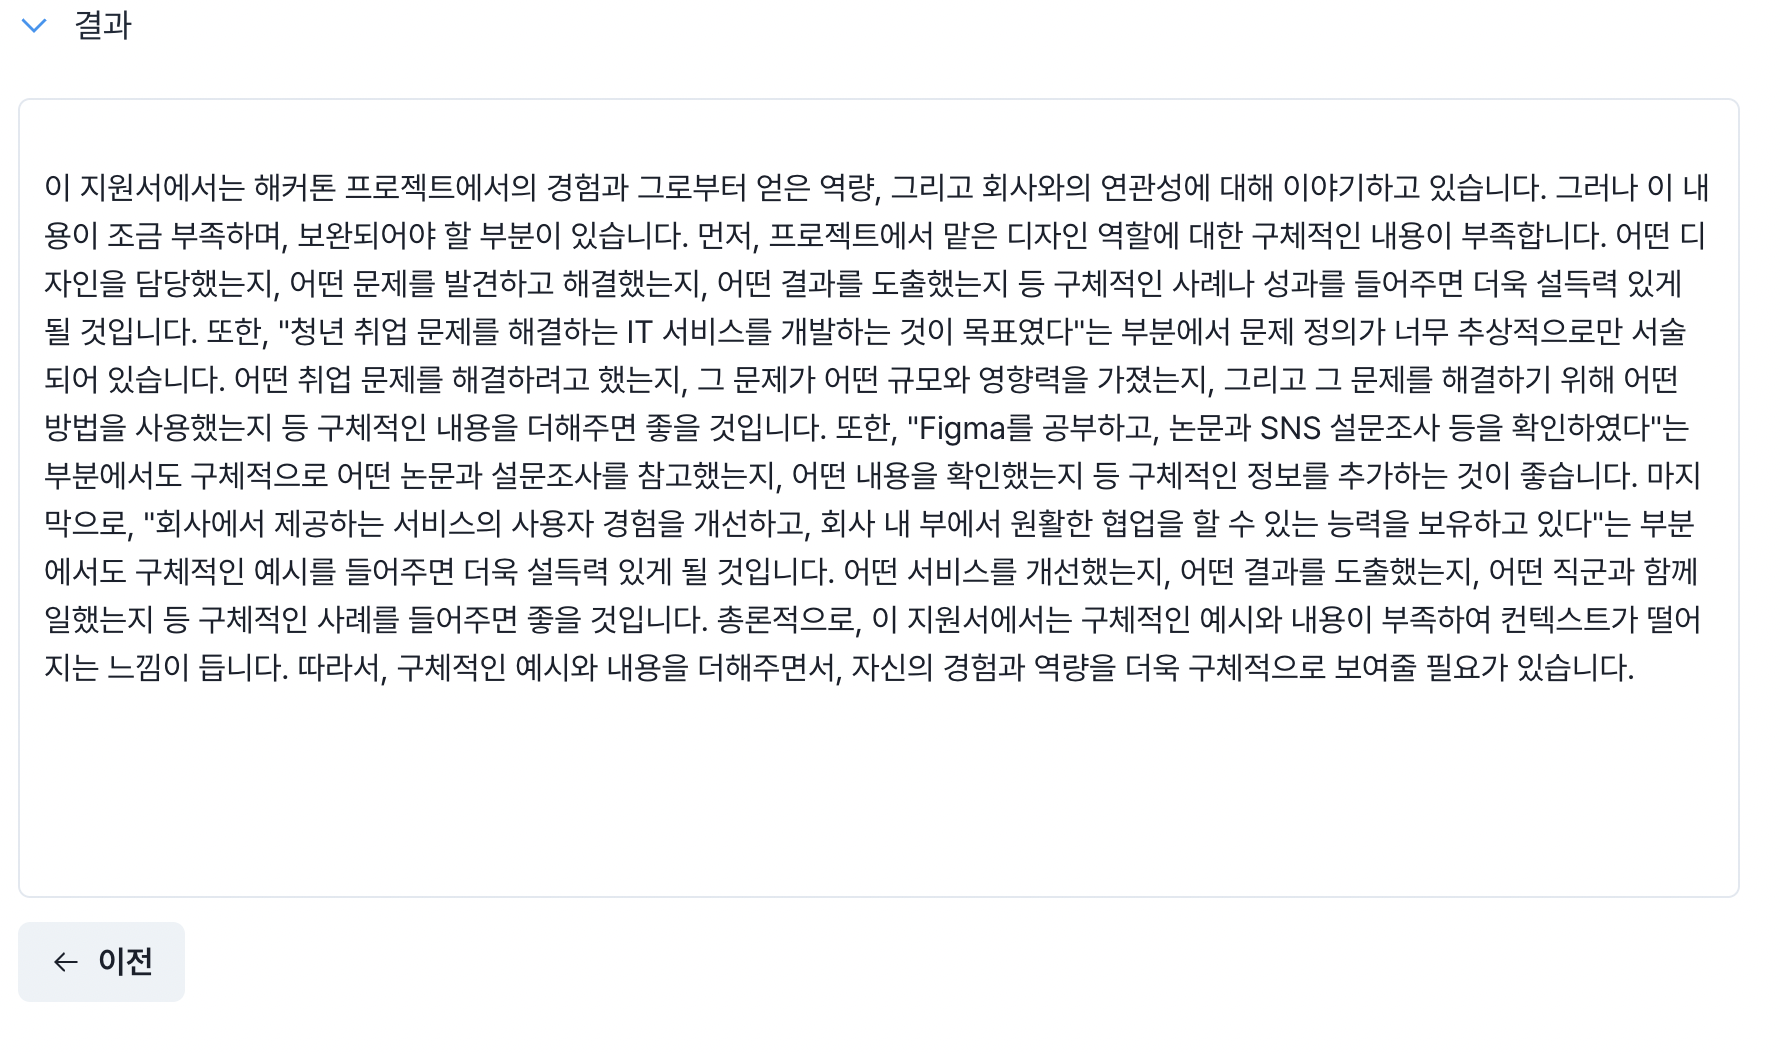 결과
이 지원서에서는 해커톤 프로젝트에서의 경험과 그로부터 얻은 역량, 그리고 회사와의 연관성에 대해 이야기하고 있습니다. 그러나 이 내
용이 조금 부족하며, 보완되어야 할 부분이 있습니다. 먼저, 프로젝트에서 맡은 디자인 역할에 대한 구체적인 내용이 부족합니다. 어떤 디
자인을 담당했는지, 어떤 문제를 발견하고 해결했는지, 어떤 결과를 도출했는지 등 구체적인 사례나 성과를 들어주면 더욱 설득력 있게
될 것입니다. 또한, "청년 취업 문제를 해결하는 IT 서비스를 개발하는 것이 목표였다"는 부분에서 문제 정의가 너무 추상적으로만 서술
되어 있습니다. 어떤 취업 문제를 해결하려고 했는지, 그 문제가 어떤 규모와 영향력을 가졌는지, 그리고 그 문제를 해결하기 위해 어떤
방법을 사용했는지 등 구체적인 내용을 더해주면 좋을 것입니다. 또한, "Figma를 공부하고, 논문과 SNS 설문조사 등을 확인하였다"는
부분에서도 구체적으로 어떤 논문과 설문조사를 참고했는지, 어떤 내용을 확인했는지 등 구체적인 정보를 추가하는 것이 좋습니다. 마지
막으로, "회사에서 제공하는 서비스의 사용자 경험을 개선하고, 회사 내 부에서 원활한 협업을 할 수 있는 능력을 보유하고 있다"는 부분
에서도 구체적인 예시를 들어주면 더욱 설득력 있게 될 것입니다. 어떤 서비스를 개선했는지, 어떤 결과를 도출했는지, 어떤 직군과 함께
일했는지 등 구체적인 사례를 들어주면 좋을 것입니다. 총론적으로, 이 지원서에서는 구체적인 예시와 내용이 부족하여 컨텍스트가 떨어
지는 느낌이 듭니다. 따라서, 구체적인 예시와 내용을 더해주면서, 자신의 경험과 역량을 더욱 구체적으로 보여줄 필요가 있습니다.
← 이전